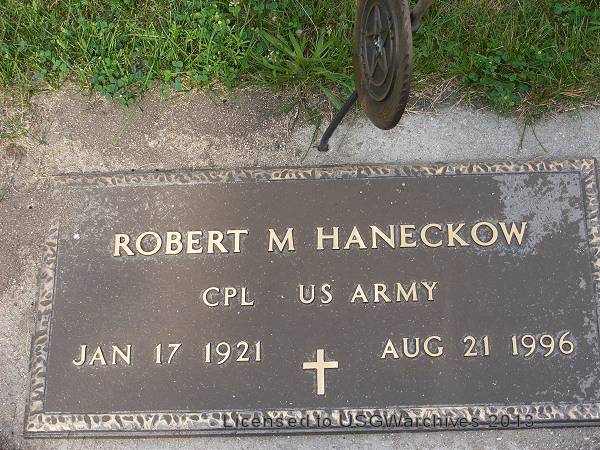 ROBERT M HANECKOW
CPL US ARMY
JAN 17 1921 AUG 21 1996
Licensed to USGWarchives 2013